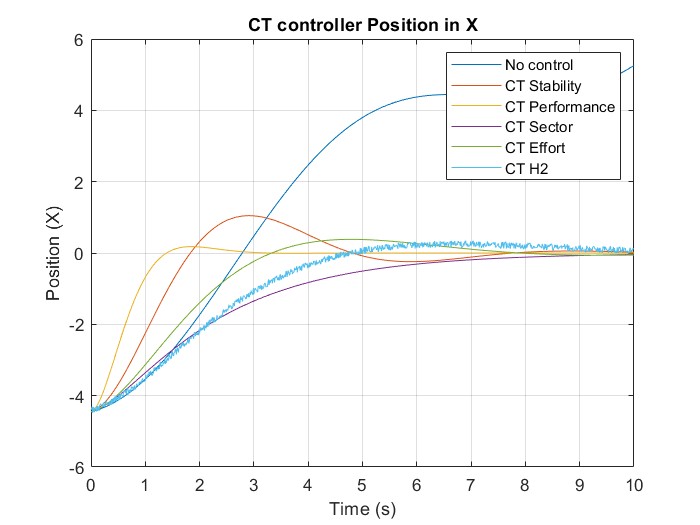 CT controller Position in X
6
4
2
0
-2
-4
-6
Position (X)
No control
CT Stability
CT Performance
CT Sector
CT Effort
CT H2
0 1 2 3 4 5 6 7 8 9 10
Time (s)